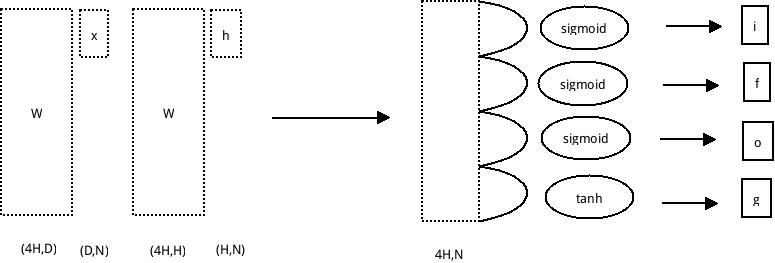 W x W h
(4H,D) (D,N) (4H,H) (H,N)
4H,N
sigmoid i
sigmoid f
sigmoid o
tanh g